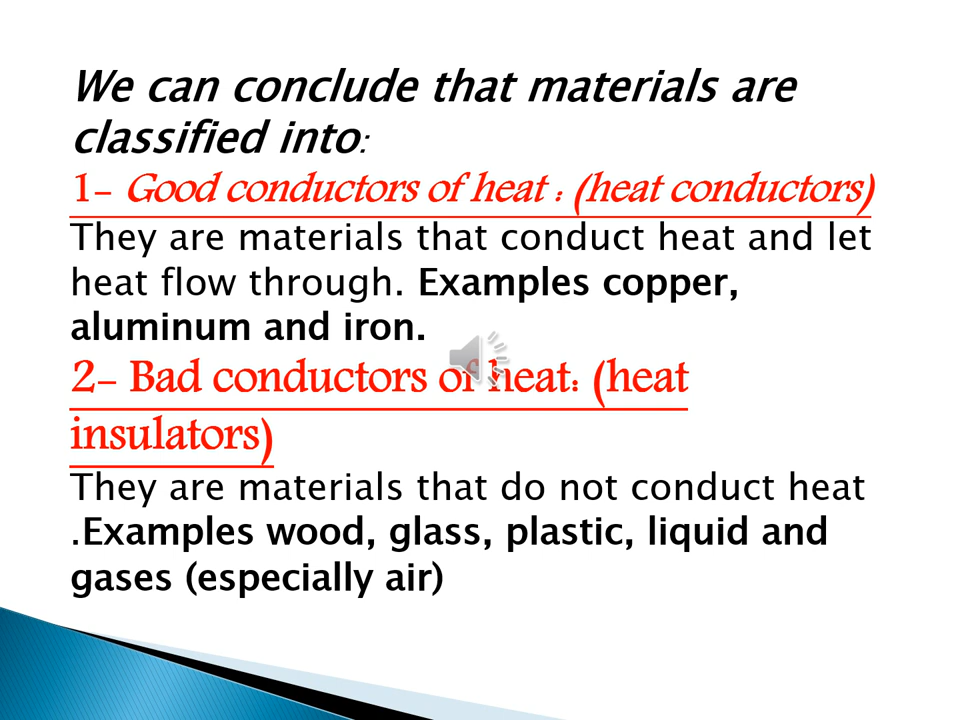 We can conclude that materials are
classified into:
1- Good conductors of heat : (heat conductors)
They are materials that conduct heat and let
heat flow through. Examples copper,
aluminum and iron.
2- Bad conductors of heat: (heat
insulators)
They are materials that do not conduct heat
.Examples wood, glass, plastic, liquid and
gases (especially air)